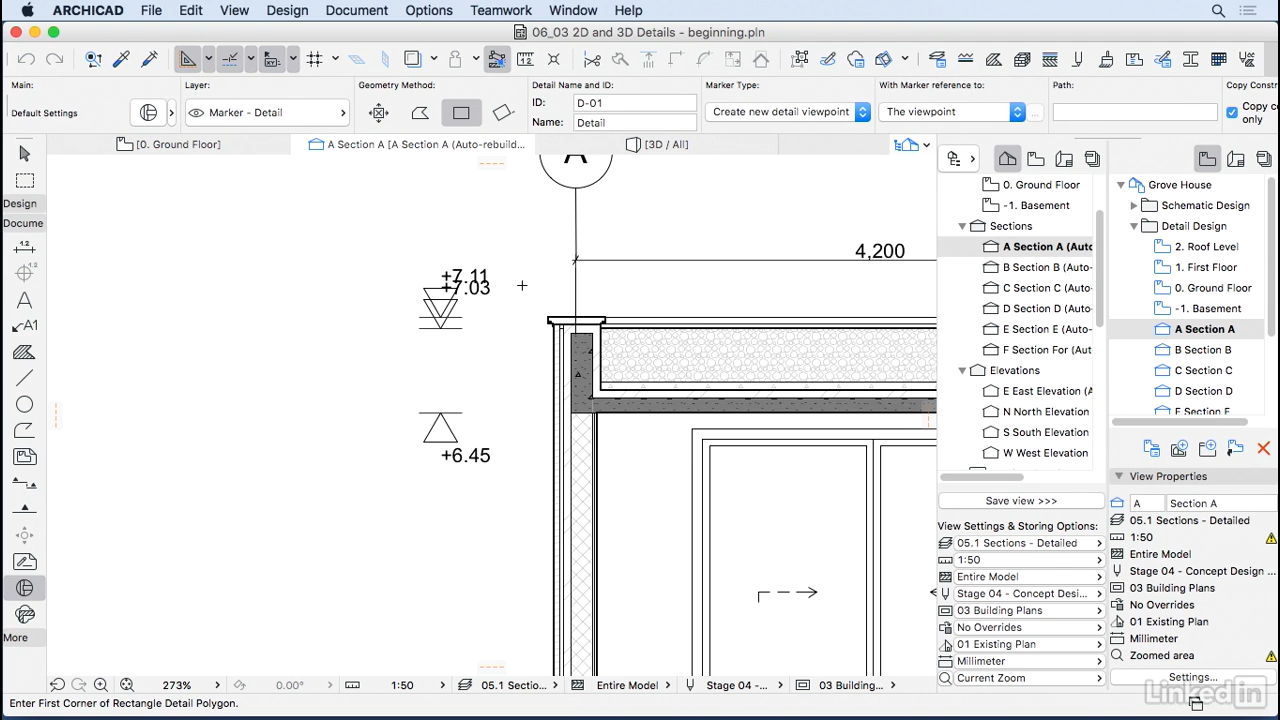 ARCHICAD File Edit View Design Document Options Teamwork Window Help
06_03 2D and 3D Details - beginning.pln
Main: Layer: Geometry Method: Detail Name and ID: Marker Type: With Marker reference to: Path: Copy Constr
Default Settings
Marker - Detail
ID: D-01
Name: Detail
Create new detail viewpoint
The viewpoint
...
Copy c
only
[0. Ground Floor]
A Section A [A Section A (Auto-rebuild...
[3D / All]
Design
Docume
1.2
A
A1
More
A
4,200
+7.11
+7.03
+6.45
0. Ground Floor
-1. Basement
Sections
A Section A (Auto
B Section B (Auto-
C Section C (Auto-
D Section D (Auto-
E Section E (Auto-
F Section For (Aut
Elevations
E East Elevation (A
N North Elevation
S South Elevation
W West Elevation
Save view >>>
View Settings & Storing Options:
05.1 Sections - Detailed
1:50
Entire Model
Stage 04 - Concept Desi...
03 Building Plans
No Overrides
01 Existing Plan
Millimeter
Current Zoom
Grove House
Schematic Design
Detail Design
2. Roof Level
1. First Floor
0. Ground Floor
-1. Basement
A Section A
B Section B
C Section C
D Section D
E Section E
View Properties
A Section A
05.1 Sections - Detailed
1:50
Entire Model
Stage 04 - Concept Design ...
03 Building Plans
No Overrides
01 Existing Plan
Millimeter
Zoomed area
Settings...
273% 0.00° 1:50 05.1 Sectio... Entire Model Stage 04 -... 03 Building...
Enter First Corner of Rectangle Detail Polygon.
Linked in